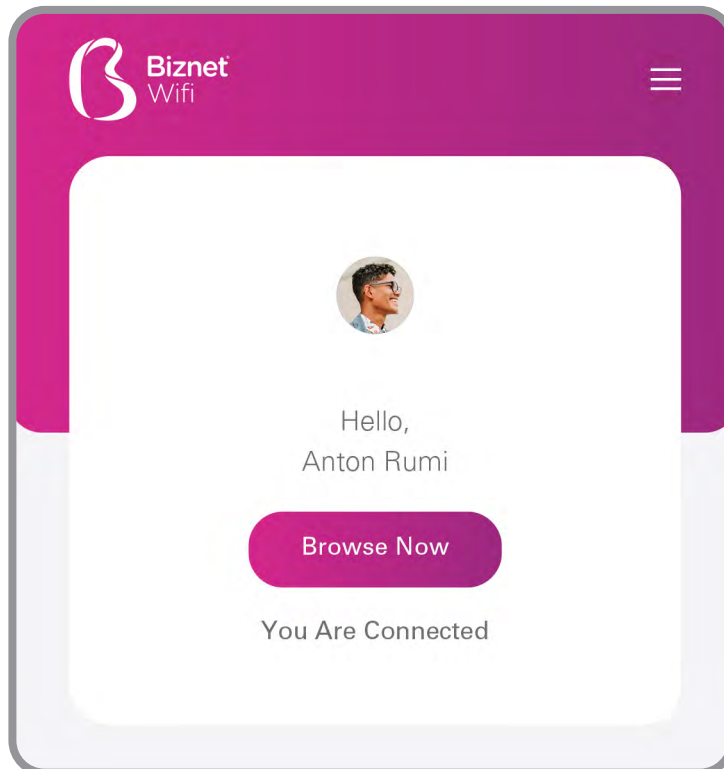 Biznet
Wifi
Hello,
Anton Rumi
Browse Now
You Are Connected